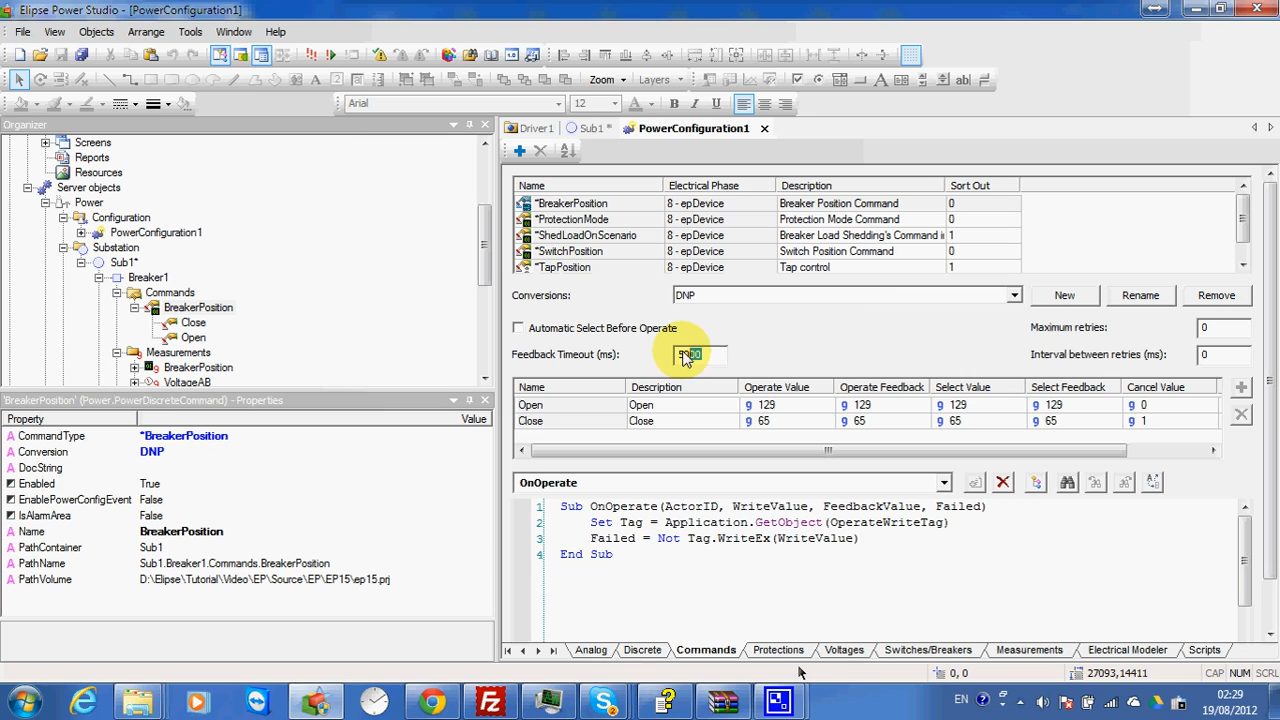 Elipse Power Studio - [PowerConfiguration1]
File View Objects Arrange Tools Window Help
Zoom Layers
Arial 12 A B I U
Organizer
Screens
Reports
Resources
Server objects
Power
Configuration
PowerConfiguration1
Substation
Sub1*
Breaker1
Commands
BreakerPosition
Close
Open
Measurements
BreakerPosition
VoltageAB
'BreakerPosition' (Power.PowerDiscreteCommand) - Properties
Property Value
CommandType *BreakerPosition
Conversion DNP
DocString
Enabled True
EnablePowerConfigEvent False
IsAlarmArea False
Name BreakerPosition
PathContainer Sub1
PathName Sub1.Breaker1.Commands.BreakerPosition
PathVolume D:\Elipse\Tutorial\Video\EP\Source\EP\EP15\ep15.prj
Driver1 Sub1 * PowerConfiguration1
Name Electrical Phase Description Sort Out
*BreakerPosition 8 - epDevice Breaker Position Command 0
*ProtectionMode 8 - epDevice Protection Mode Command 0
*ShedLoadOnScenario 8 - epDevice Breaker Load Shedding's Command in 1
*SwitchPosition 8 - epDevice Switch Position Command 0
*TapPosition 8 - epDevice Tap control 1
Conversions: DNP New Rename Remove
Automatic Select Before Operate Maximum retries: 0
Feedback Timeout (ms): Interval between retries (ms): 0
Name Description Operate Value Operate Feedback Select Value Select Feedback Cancel Value
Open Open 129 129 129 129 0
Close Close 65 65 65 65 1
OnOperate
1 Sub OnOperate(ActorID, WriteValue, FeedbackValue, Failed)
2 Set Tag = Application.GetObject(OperateWriteTag)
3 Failed = Not Tag.WriteEx(WriteValue)
4 End Sub
Analog Discrete Commands Protections Voltages Switches/Breakers Measurements Electrical Modeler Scripts
0, 0 27093,14411 CAP NUM SCRL
EN 02:29
19/08/2012